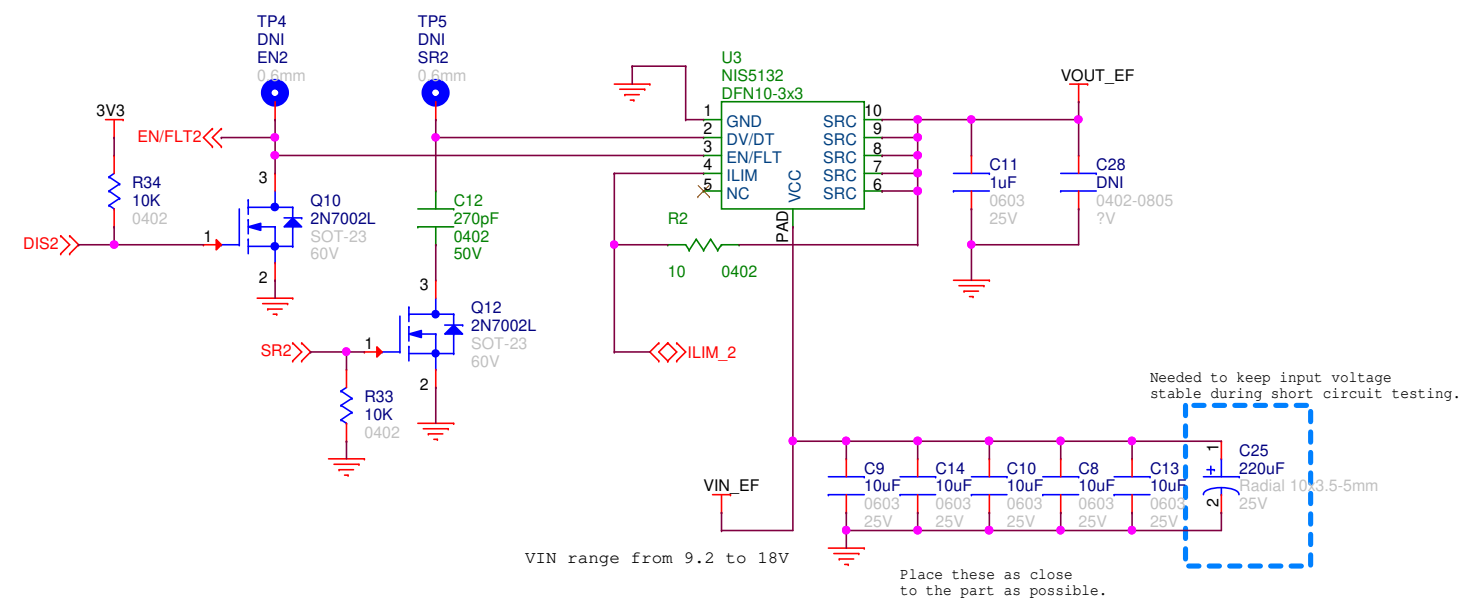 TP4
DNI
EN2
0.6mm
TP5
DNI
SR2
0.6mm
3V3
EN/FLT2
R34
10K
0402
DIS2
1
3
2
Q10
2N7002L
SOT-23
60V
C12
270pF
0402
50V
SR2
1
3
2
Q12
2N7002L
SOT-23
60V
R33
10K
0402
U3
NIS5132
DFN10-3x3
1 GND
2 DV/DT
3 EN/FLT
4 ILIM
5 NC
VCC
PAD
SRC 10
SRC 9
SRC 8
SRC 7
SRC 6
R2
10 0402
ILIM_2
VOUT_EF
C11
1uF
0603
25V
C28
DNI
0402-0805
?V
Needed to keep input voltage
stable during short circuit testing.
VIN_EF
C9
10uF
0603
25V
C14
10uF
0603
25V
C10
10uF
0603
25V
C8
10uF
0603
25V
C13
10uF
0603
25V
1
+
2
C25
220uF
Radial 10x3.5-5mm
25V
VIN range from 9.2 to 18V
Place these as close
to the part as possible.